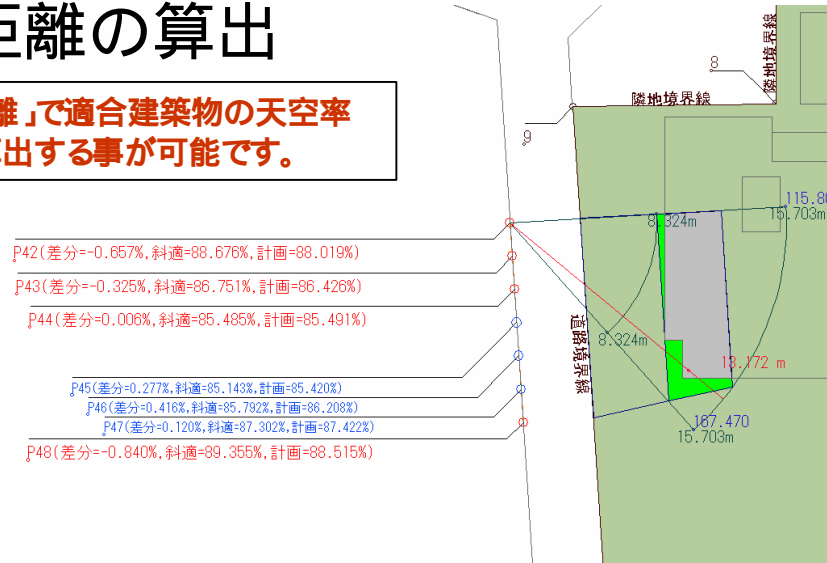 距離の算出
離」で適合建築物の天空率
出する事が可能です。
8
隣地境界線
隣地境界線
9
115.80
8.324m
15.703m
P42(差分=-0.657%,斜適=88.676%,計画=88.019%)
P43(差分=-0.325%,斜適=86.751%,計画=86.426%)
P44(差分=0.006%,斜適=85.485%,計画=85.491%)
道路境界線
8.324m
13.172 m
P45(差分=0.277%,斜適=85.143%,計画=85.420%)
P46(差分=0.416%,斜適=85.792%,計画=86.208%)
P47(差分=0.120%,斜適=87.302%,計画=87.422%)
167.470
15.703m
P48(差分=-0.840%,斜適=89.355%,計画=88.515%)